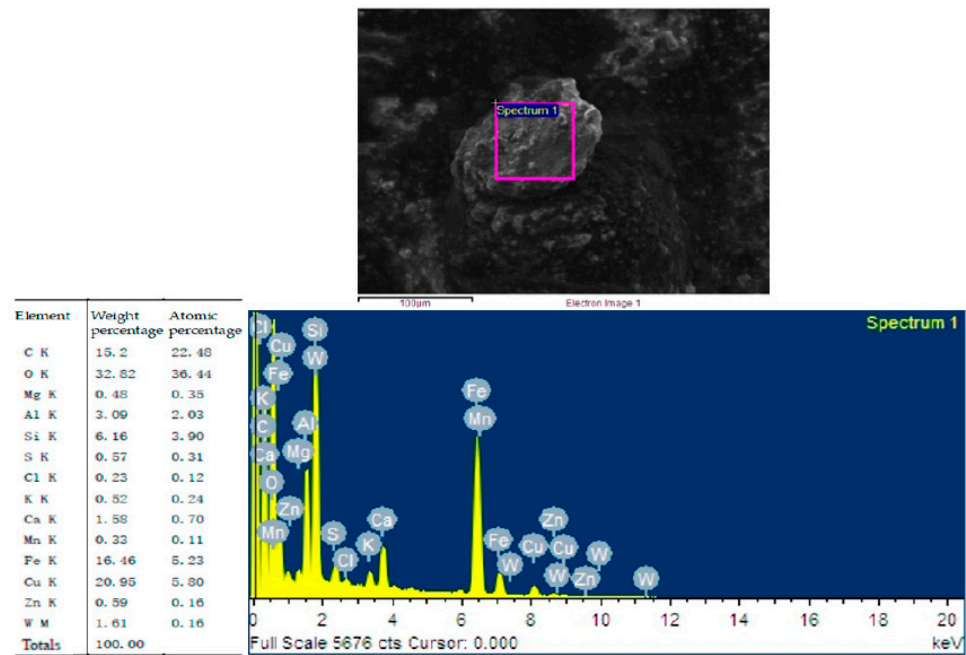 Spectrum 1
100µm
Electron Image 1
Element Weight percentage Atomic percentage
C K 15.2 22.48
O K 32.82 36.44
Mg K 0.48 0.35
Al K 3.09 2.03
Si K 6.16 3.90
S K 0.57 0.31
Cl K 0.23 0.12
K K 0.52 0.24
Ca K 1.58 0.70
Mn K 0.33 0.11
Fe K 16.46 5.23
Cu K 20.95 5.80
Zn K 0.59 0.16
W M 1.61 0.16
Totals 100.00
Spectrum 1
Cl Si
Cu W
Fe
K Fe
C Al Mn
Ca Mg
O Zn Ca Zn
Mn S K Fe Cu Cu W
Cl W W Zn W
0 2 4 6 8 10 12 14 16 18 20
Full Scale 5676 cts Cursor: 0.000 keV